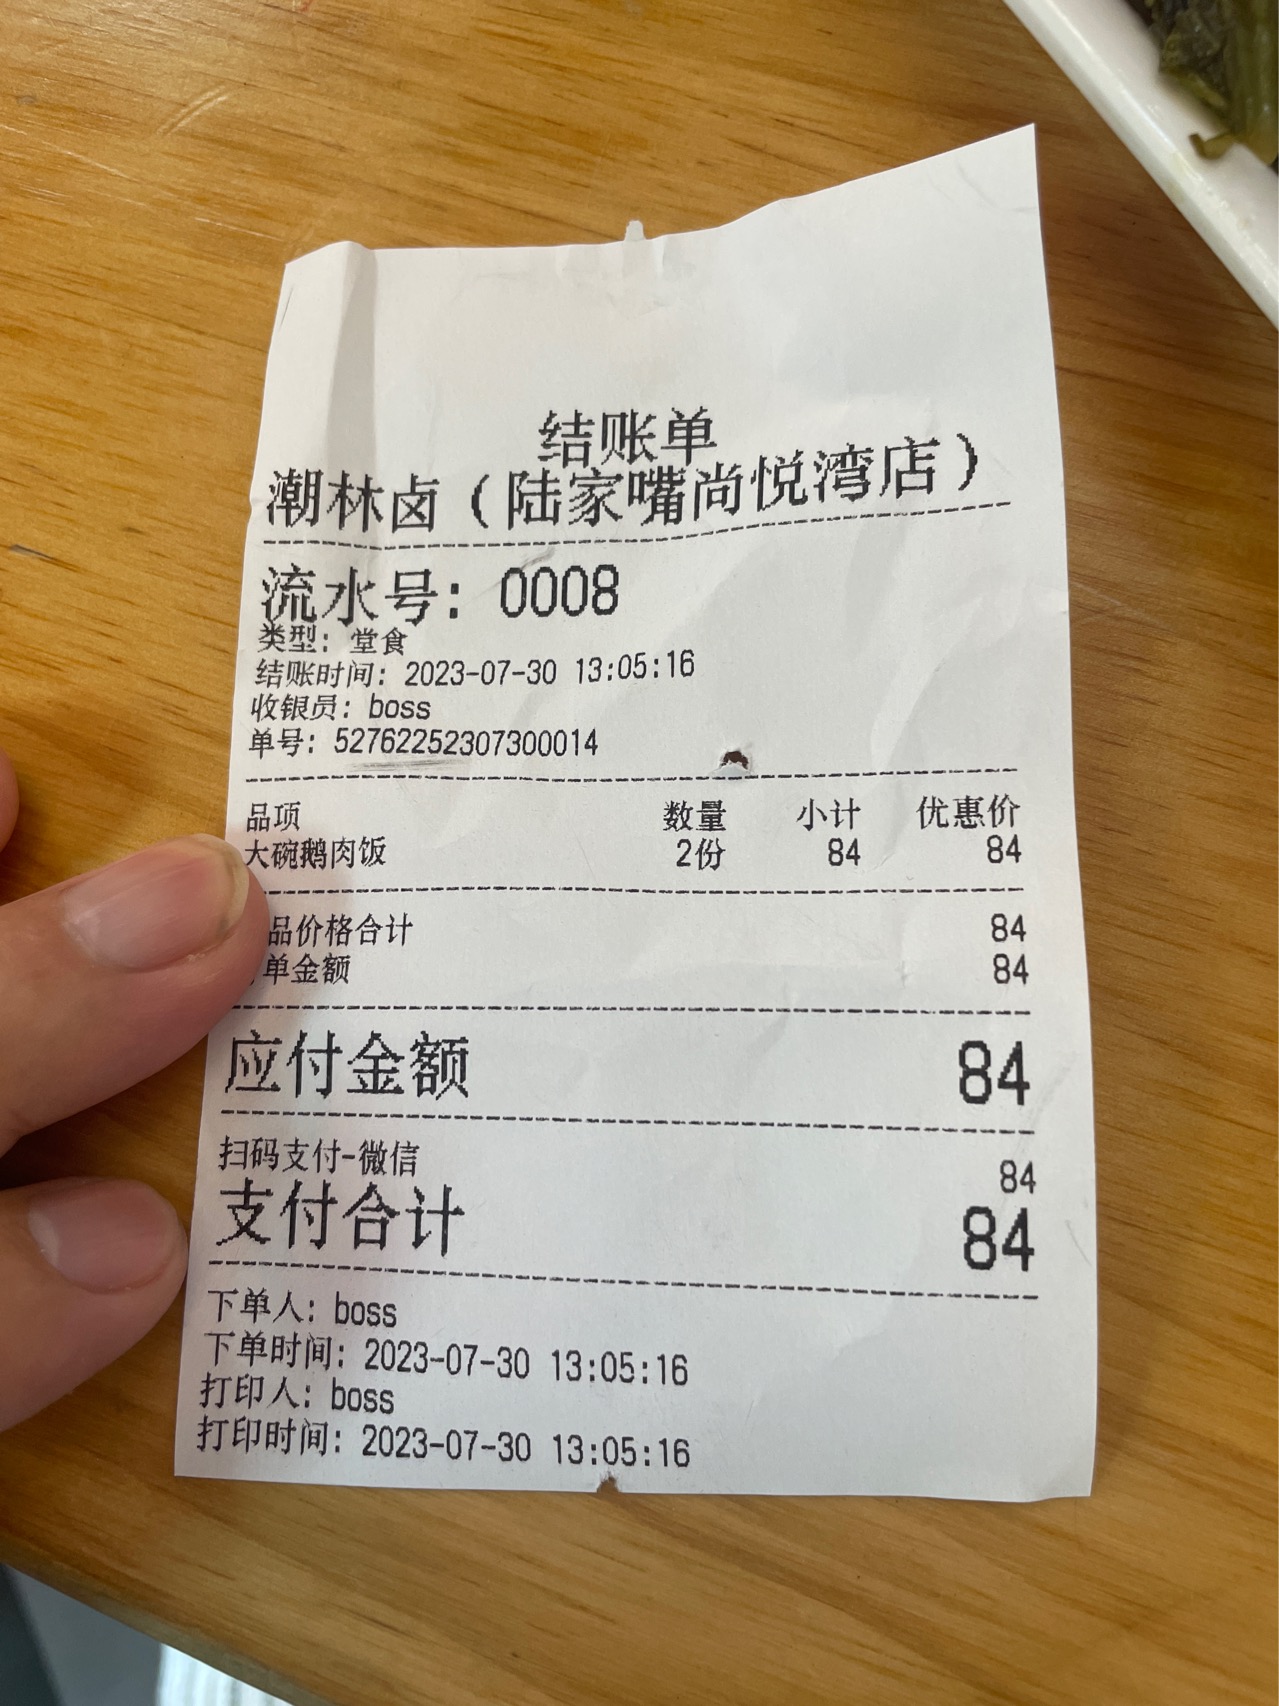 结账单
潮林卤（陆家嘴尚悦湾店）
流水号：0008
类型：堂食
结账时间：2023-07-30 13:05:16
收银员：boss
单号：52762252307300014
品项 数量 小计 优惠价
大碗鹅肉饭 2份 84 84
品价格合计 84
单金额 84
应付金额 84
扫码支付-微信 84
支付合计 84
下单人：boss
下单时间：2023-07-30 13:05:16
打印人：boss
打印时间：2023-07-30 13:05:16